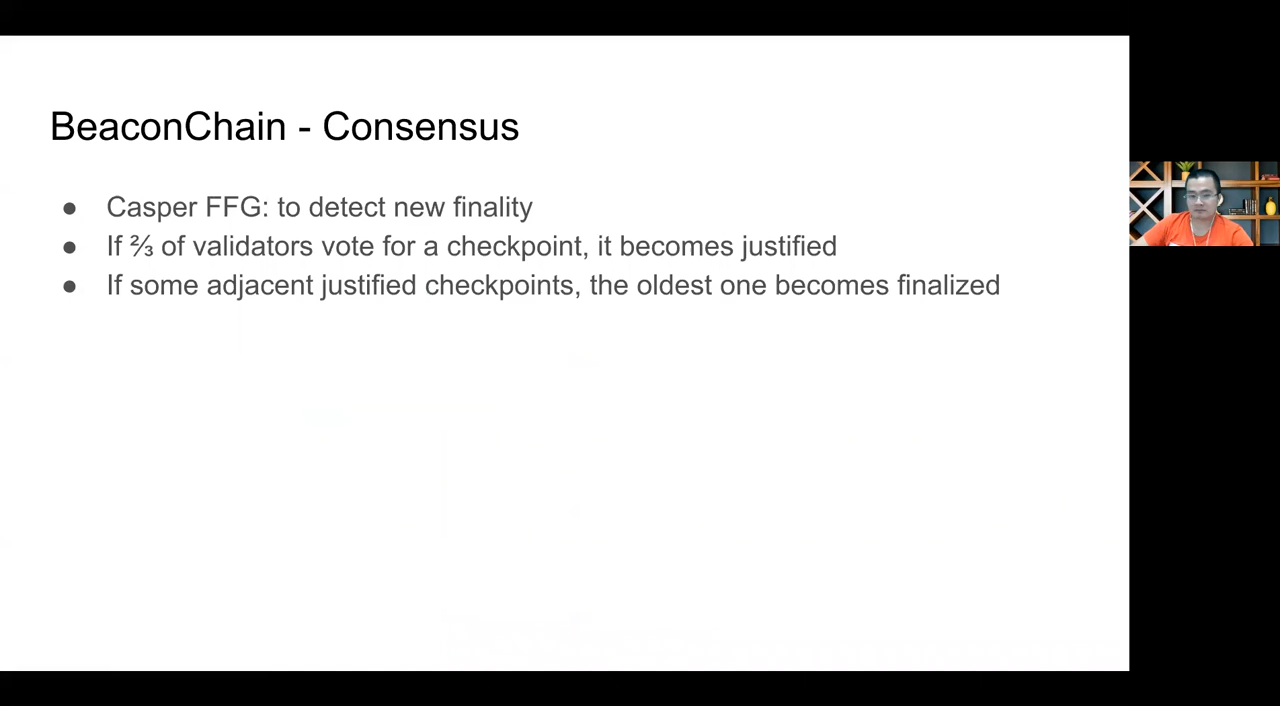 BeaconChain - Consensus
● Casper FFG: to detect new finality
● If ⅔ of validators vote for a checkpoint, it becomes justified
● If some adjacent justified checkpoints, the oldest one becomes finalized